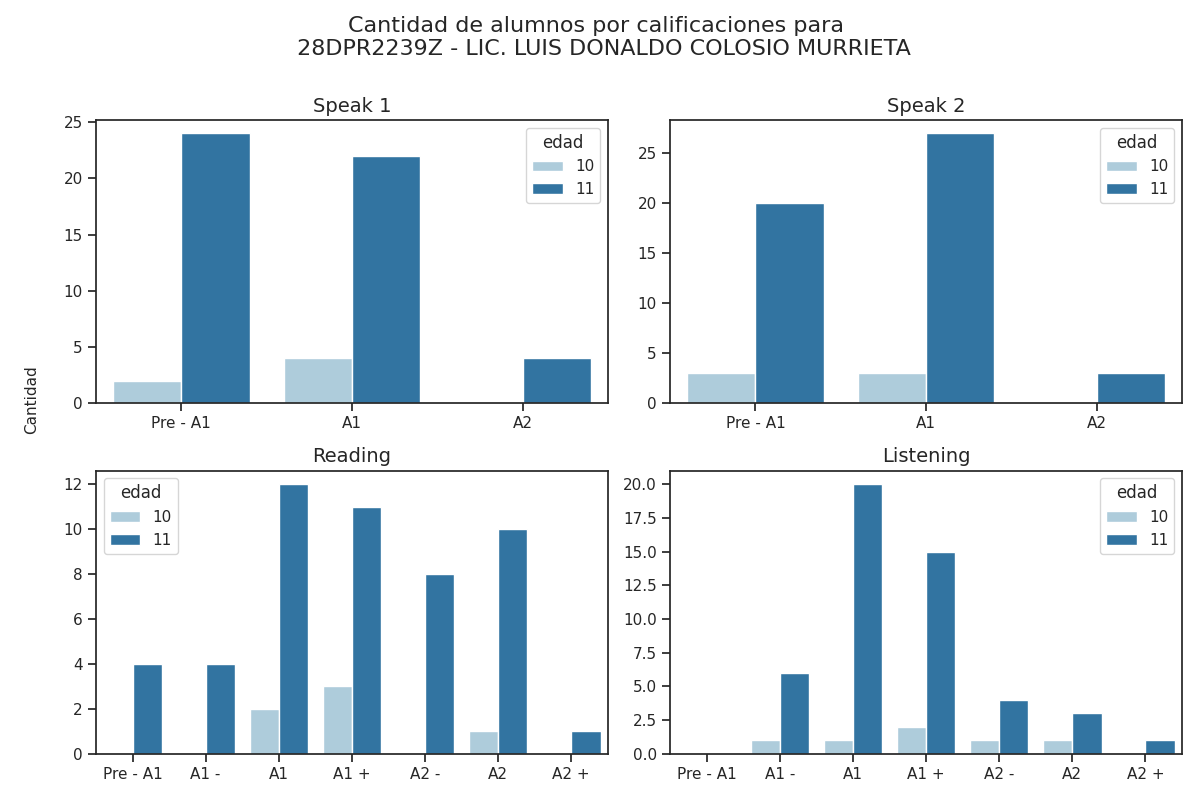 Cantidad de alumnos por calificaciones para
28DPR2239Z - LIC. LUIS DONALDO COLOSIO MURRIETA
Cantidad
Speak 1
25
20
15
10
5
0
edad
10
11
Pre - A1 A1 A2
Speak 2
25
20
15
10
5
0
edad
10
11
Pre - A1 A1 A2
Reading
12
10
8
6
4
2
0
edad
10
11
Pre - A1 A1 - A1 A1 + A2 - A2 A2 +
Listening
20.0
17.5
15.0
12.5
10.0
7.5
5.0
2.5
0.0
edad
10
11
Pre - A1 A1 - A1 A1 + A2 - A2 A2 +